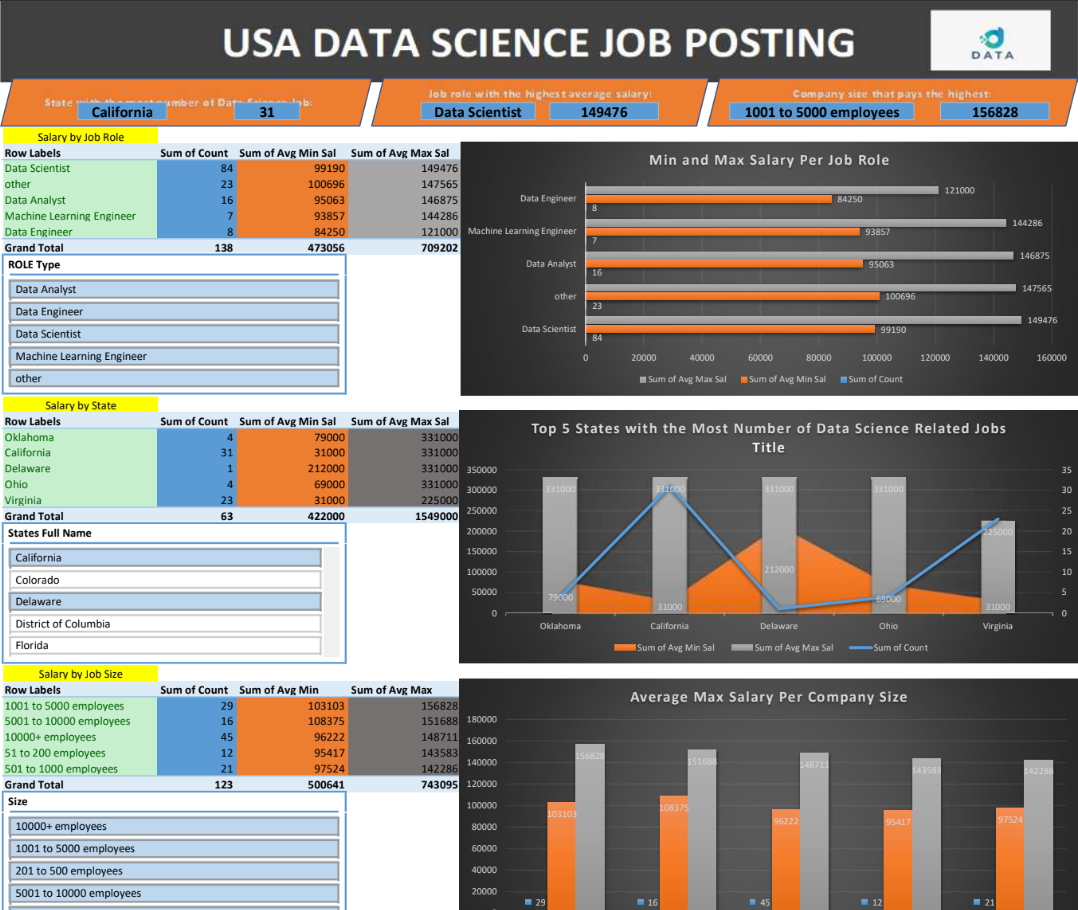 USA DATA SCIENCE JOB POSTING
DATA
State with the most number of Data Science Job:
California 31
Job role with the highest average salary:
Data Scientist 149476
Company size that pays the highest:
1001 to 5000 employees 156828
Salary by Job Role
Row Labels Sum of Count Sum of Avg Min Sal Sum of Avg Max Sal
Data Scientist 84 99190 149476
other 23 100696 147565
Data Analyst 16 95063 146875
Machine Learning Engineer 7 93857 144286
Data Engineer 8 84250 121000
Grand Total 138 473056 709202
ROLE Type
Data Analyst
Data Engineer
Data Scientist
Machine Learning Engineer
other
Min and Max Salary Per Job Role
Data Engineer 121000
84250
8
Machine Learning Engineer 144286
93857
7
Data Analyst 146875
95063
16
other 147565
100696
23
Data Scientist 149476
99190
84
0 20000 40000 60000 80000 100000 120000 140000 160000
Sum of Avg Max Sal Sum of Avg Min Sal Sum of Count
Salary by State
Row Labels Sum of Count Sum of Avg Min Sal Sum of Avg Max Sal
Oklahoma 4 79000 331000
California 31 31000 331000
Delaware 1 212000 331000
Ohio 4 69000 331000
Virginia 23 31000 225000
Grand Total 63 422000 1549000
States Full Name
California
Colorado
Delaware
District of Columbia
Florida
Top 5 States with the Most Number of Data Science Related Jobs
Title
350000 35
300000 30
250000 25
200000 20
150000 15
100000 10
50000 5
0 0
331000 331000 331000 331000 225000
79000 31000 212000 69000 31000
Oklahoma California Delaware Ohio Virginia
Sum of Avg Min Sal Sum of Avg Max Sal Sum of Count
Salary by Job Size
Row Labels Sum of Count Sum of Avg Min Sum of Avg Max
1001 to 5000 employees 29 103103 156828
5001 to 10000 employees 16 108375 151688
10000+ employees 45 96222 148711
51 to 200 employees 12 95417 143583
501 to 1000 employees 21 97524 142286
Grand Total 123 500641 743095
Size
10000+ employees
1001 to 5000 employees
201 to 500 employees
5001 to 10000 employees
Average Max Salary Per Company Size
180000
160000
140000
120000
100000
80000
60000
40000
20000
156828 151688 148711 143583 142286
103103 108375 96222 95417 97524
29 16 45 12 21